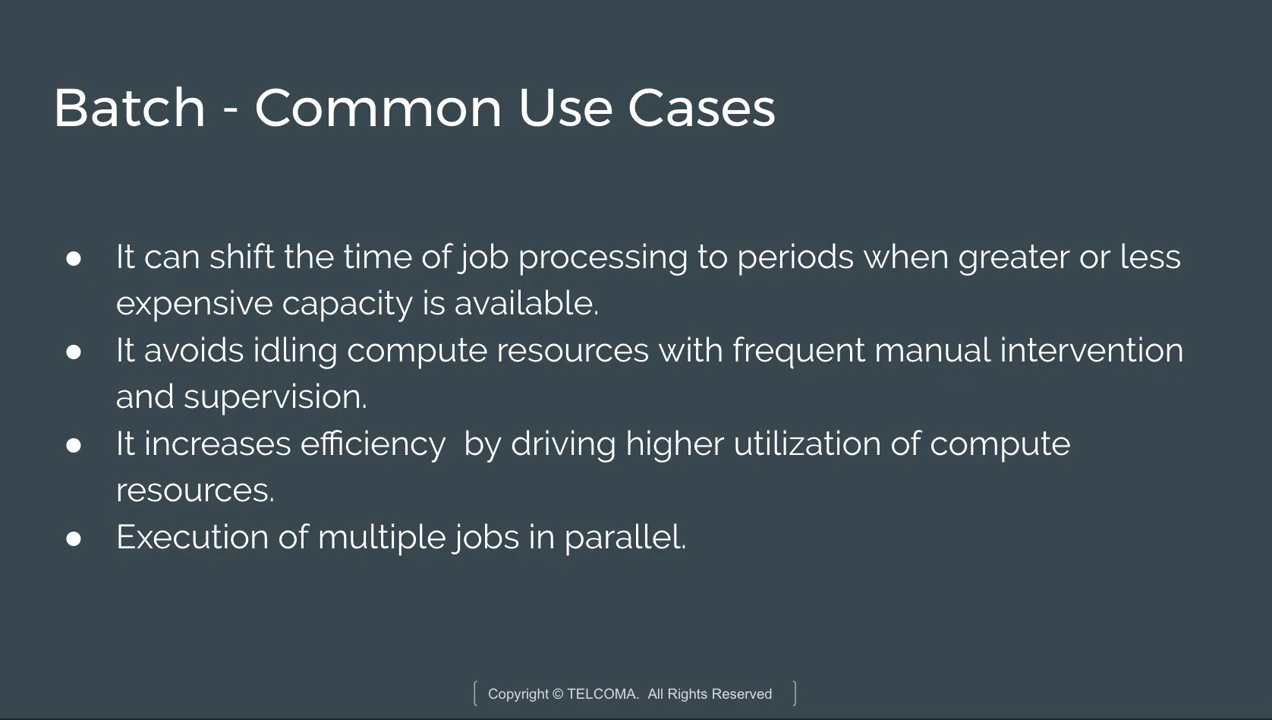 Batch - Common Use Cases
● It can shift the time of job processing to periods when greater or less
expensive capacity is available.
● It avoids idling compute resources with frequent manual intervention
and supervision.
● It increases efficiency  by driving higher utilization of compute
resources.
● Execution of multiple jobs in parallel.
Copyright © TELCOMA.  All Rights Reserved